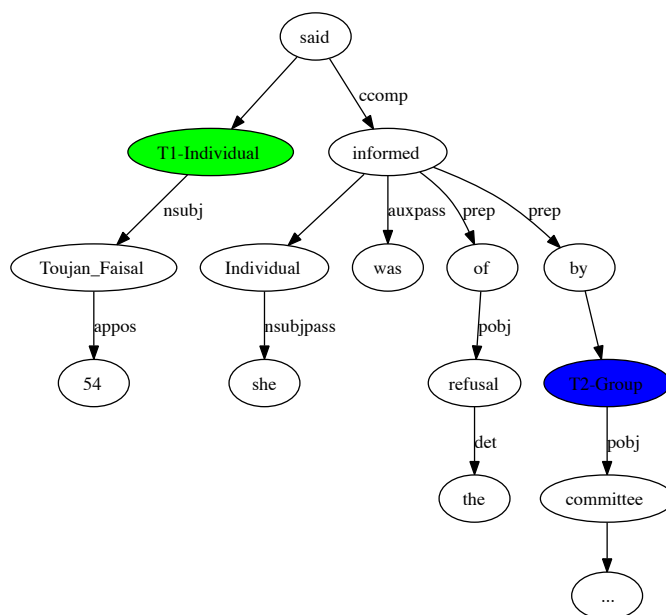 said
ccomp
T1-Individual informed
nsubj auxpass prep prep
Toujan_Faisal Individual was of by
appos nsubjpass pobj
54 she refusal T2-Group
det pobj
the committee
...